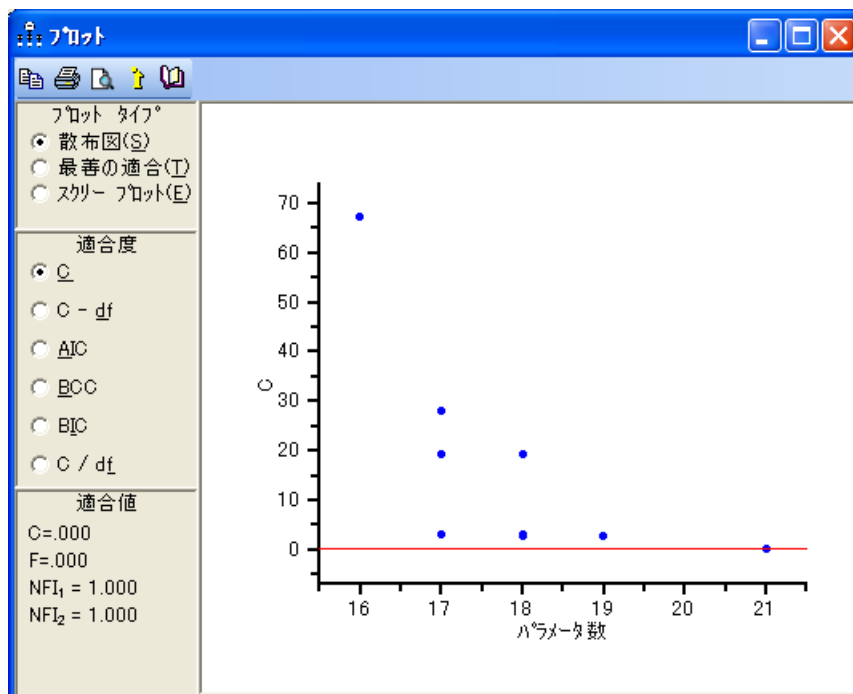 プロット
プロット タイプ
散布図(S)
最善の適合(T)
スクリー プロット(E)
適合度
C
C - df
AIC
BCC
BIC
C / df
適合値
C=.000
F=.000
NFI₁ = 1.000
NFI₂ = 1.000
70
60
50
40
30
20
10
0
C
16 17 18 19 20 21
パラメータ数